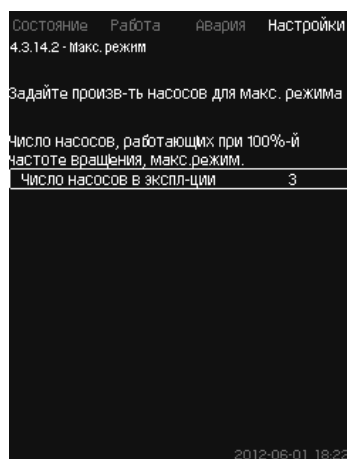 Состояние Работа Авария Настройки
4.3.14.2 - Макс. режим
Задайте произв-ть насосов для макс. режима
Число насосов, работающих при 100%-й
частоте вращения, макс.режим.
Число насосов в экспл-ции 3
2012-06-01 18:22